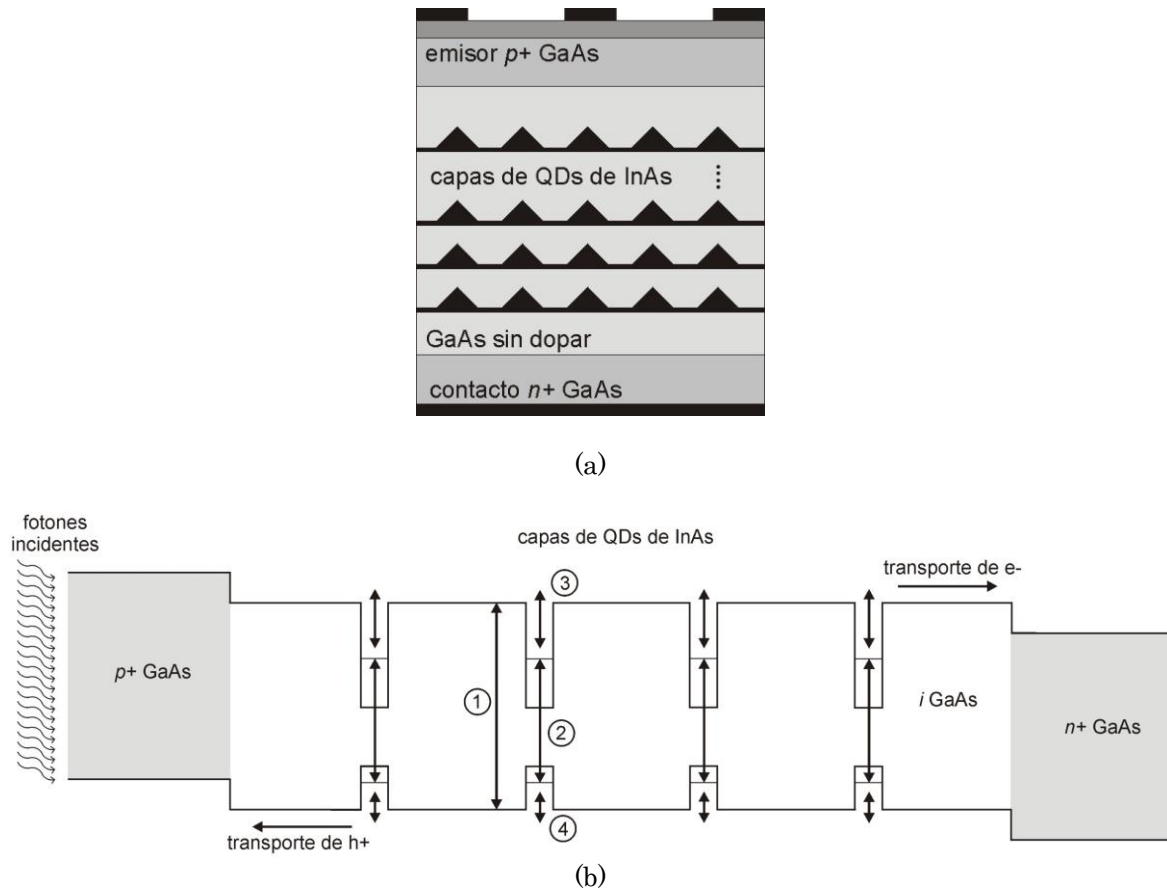 emisor p+ GaAs
capas de QDs de InAs
GaAs sin dopar
contacto n+ GaAs
(a)
fotones
incidentes
capas de QDs de InAs
transporte de e-
p+ GaAs
i GaAs
n+ GaAs
1
2
3
4
transporte de h+
(b)